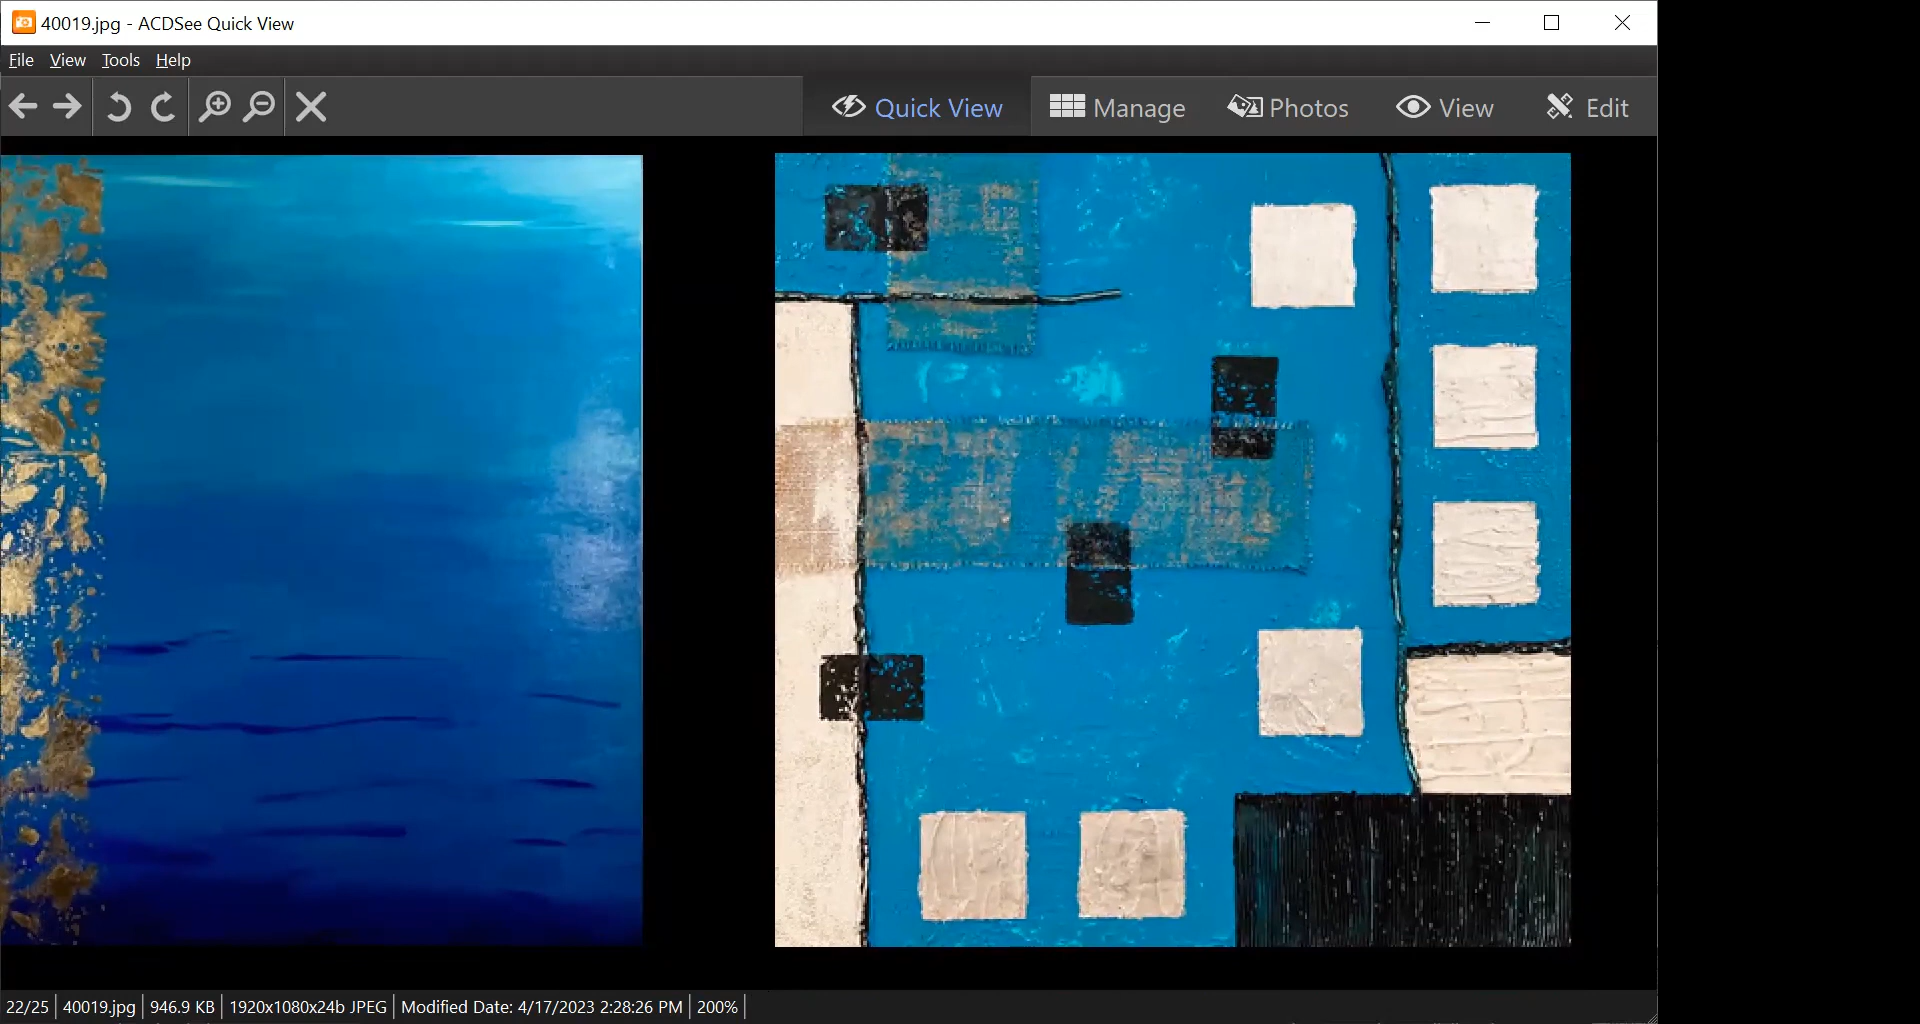 40019.jpg - ACDSee Quick View
File View Tools Help
Quick View Manage Photos View Edit
22/25 40019.jpg 946.9 KB 1920x1080x24b JPEG Modified Date: 4/17/2023 2:28:26 PM 200%